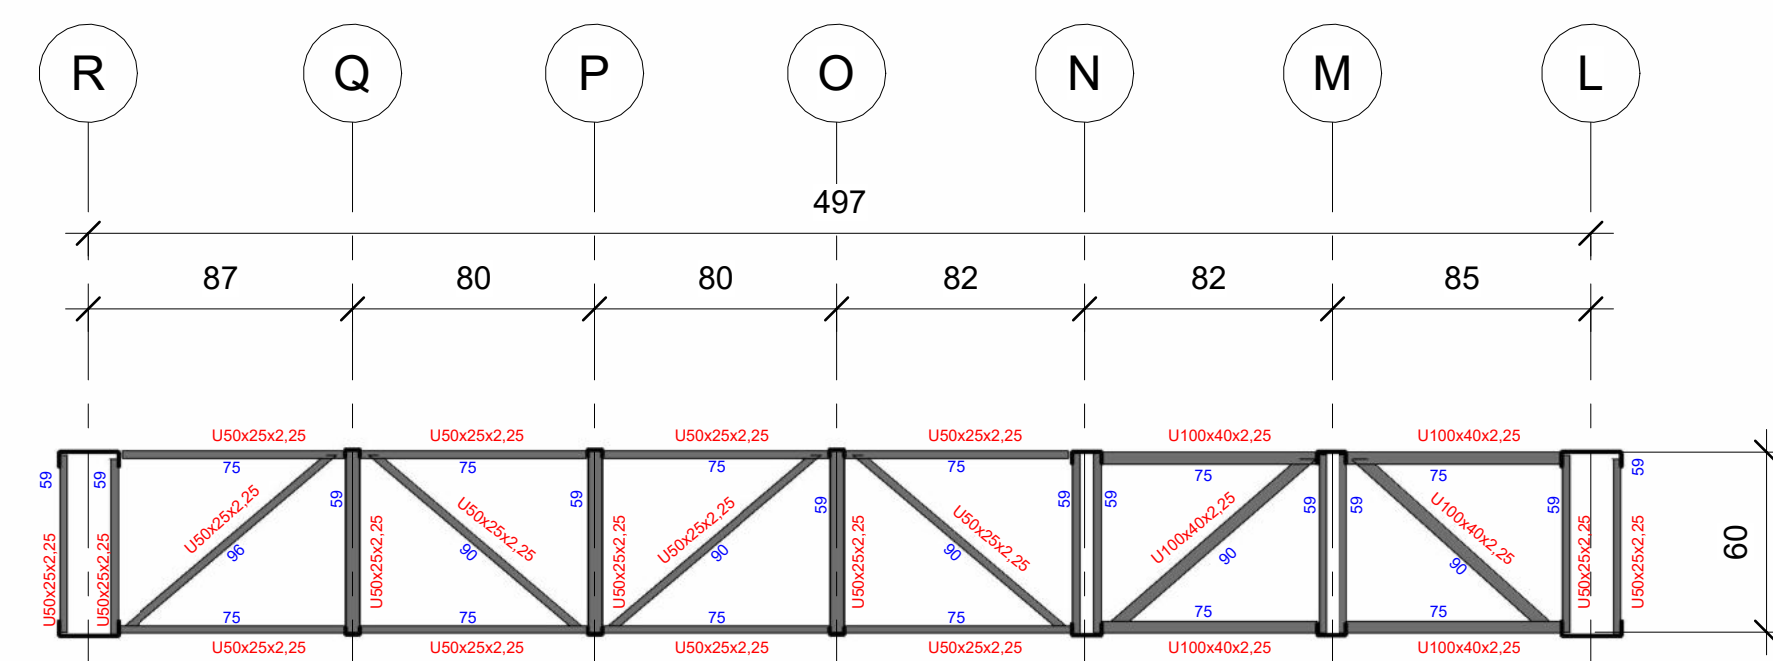 R Q P O N M L
497
87 80 80 82 82 85
U50x25x2,25 U50x25x2,25 U50x25x2,25 U50x25x2,25 U100x40x2,25 U100x40x2,25
75 75 75 75 75 75
59 59 59 59 59 59 59 59 59 59 59
U50x25x2,25 U50x25x2,25 U50x25x2,25 U50x25x2,25 U100x40x2,25 U100x40x2,25
96 90 90 90 90 90
U50x25x2,25 U50x25x2,25 U50x25x2,25 U50x25x2,25 U50x25x2,25 U50x25x2,25 U50x25x2,25
60
75 75 75 75 75 75
U50x25x2,25 U50x25x2,25 U50x25x2,25 U50x25x2,25 U100x40x2,25 U100x40x2,25